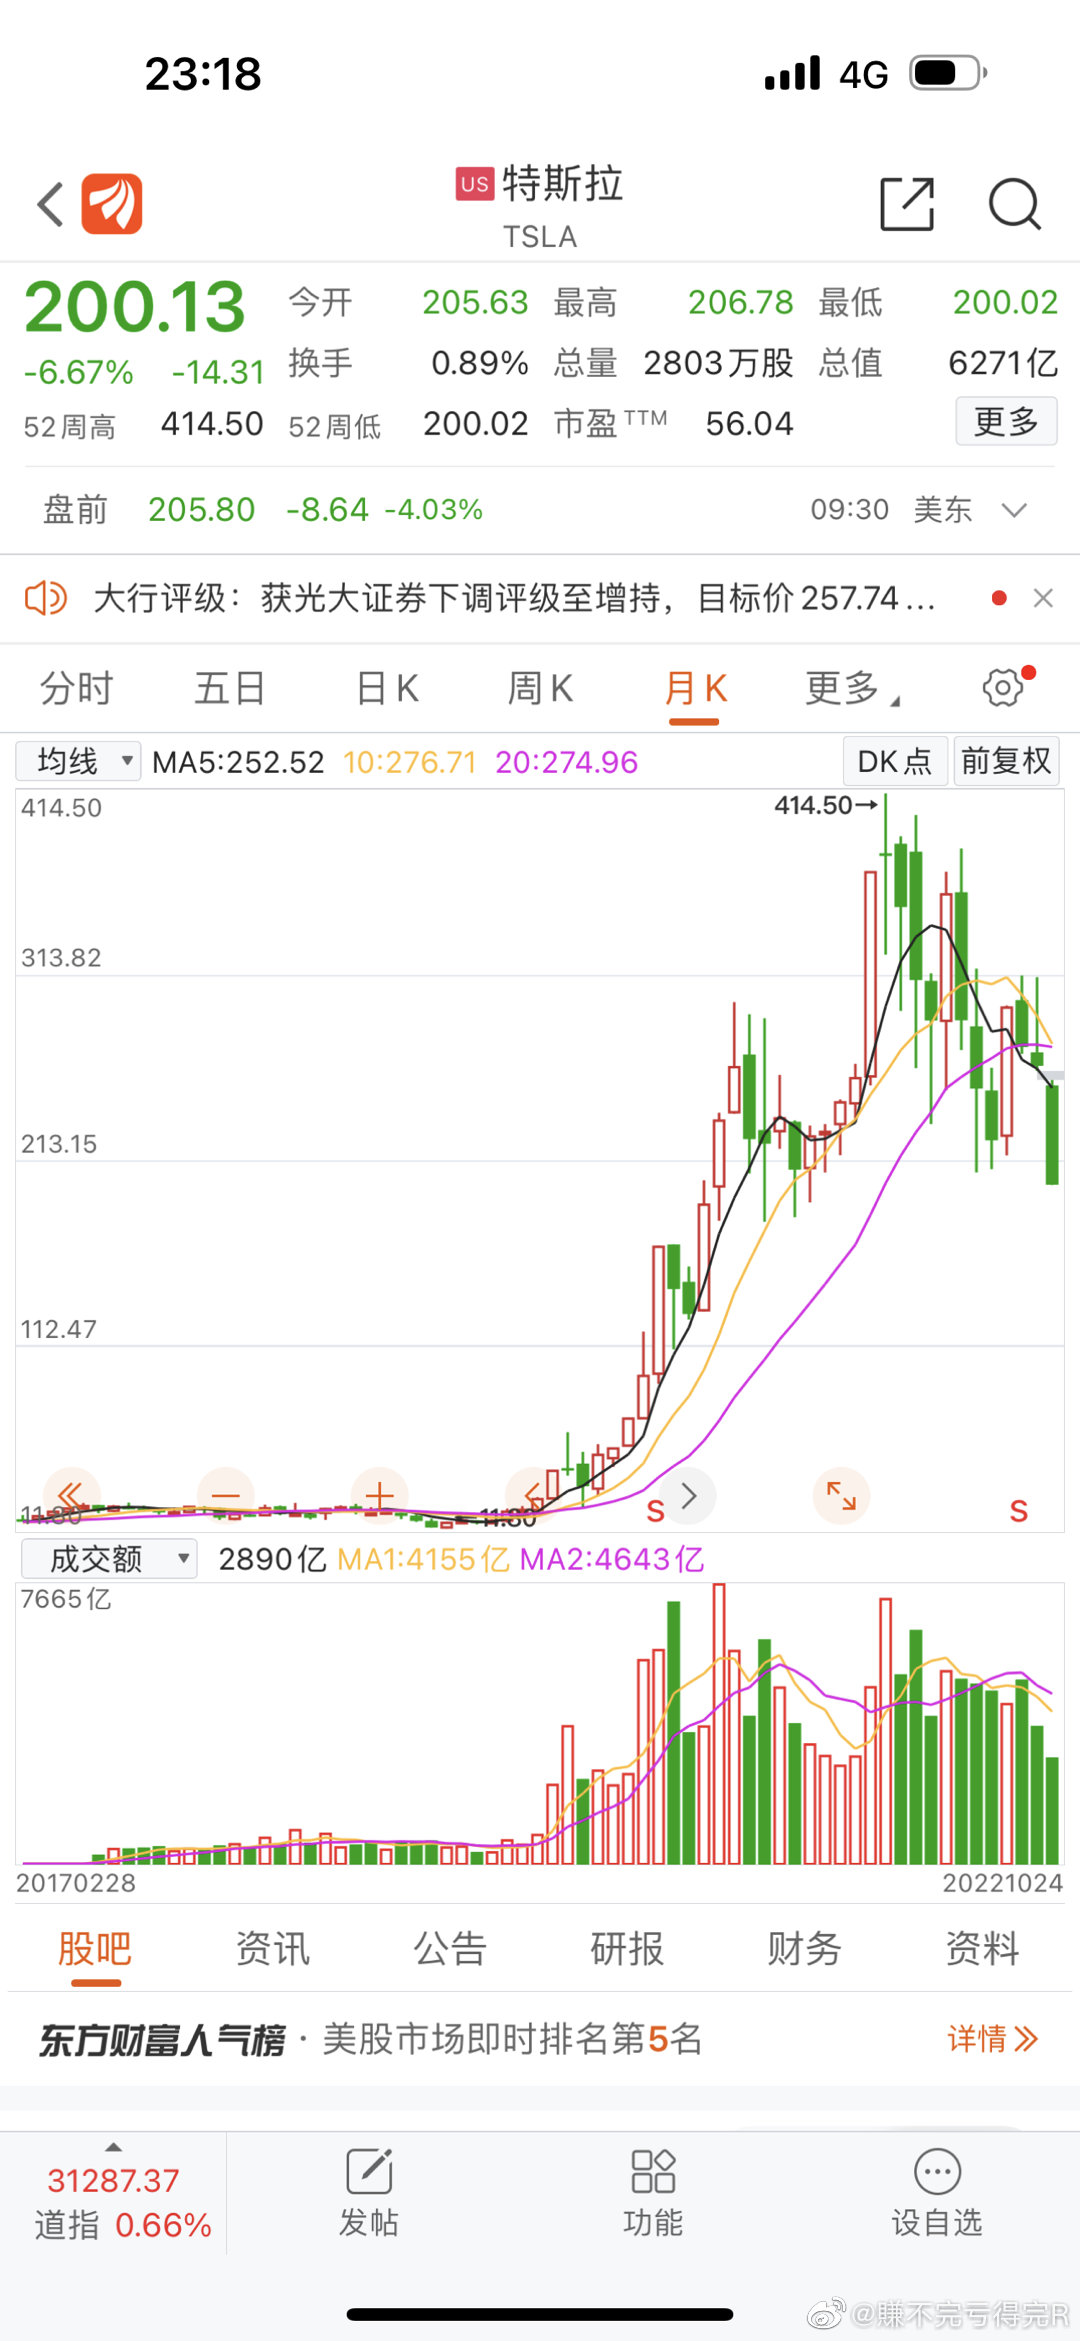 23:18 4G
US 特斯拉
TSLA
200.13 今开 205.63 最高 206.78 最低 200.02
-6.67% -14.31 换手 0.89% 总量 2803万股 总值 6271亿
52周高 414.50 52周低 200.02 市盈TTM 56.04 更多
盘前 205.80 -8.64 -4.03% 09:30 美东
大行评级：获光大证券下调评级至增持，目标价257.74...
分时 五日 日K 周K 月K 更多
均线 MA5:252.52 10:276.71 20:274.96 DK点 前复权
414.50 414.50→
313.82
213.15
112.47
11.80 11.80 S S
成交额 2890亿 MA1:4155亿 MA2:4643亿
7665亿
20170228 20221024
股吧 资讯 公告 研报 财务 资料
东方财富人气榜 · 美股市场即时排名第5名 详情
31287.37
道指 0.66% 发帖 功能 设自选
@賺不完亏得完R